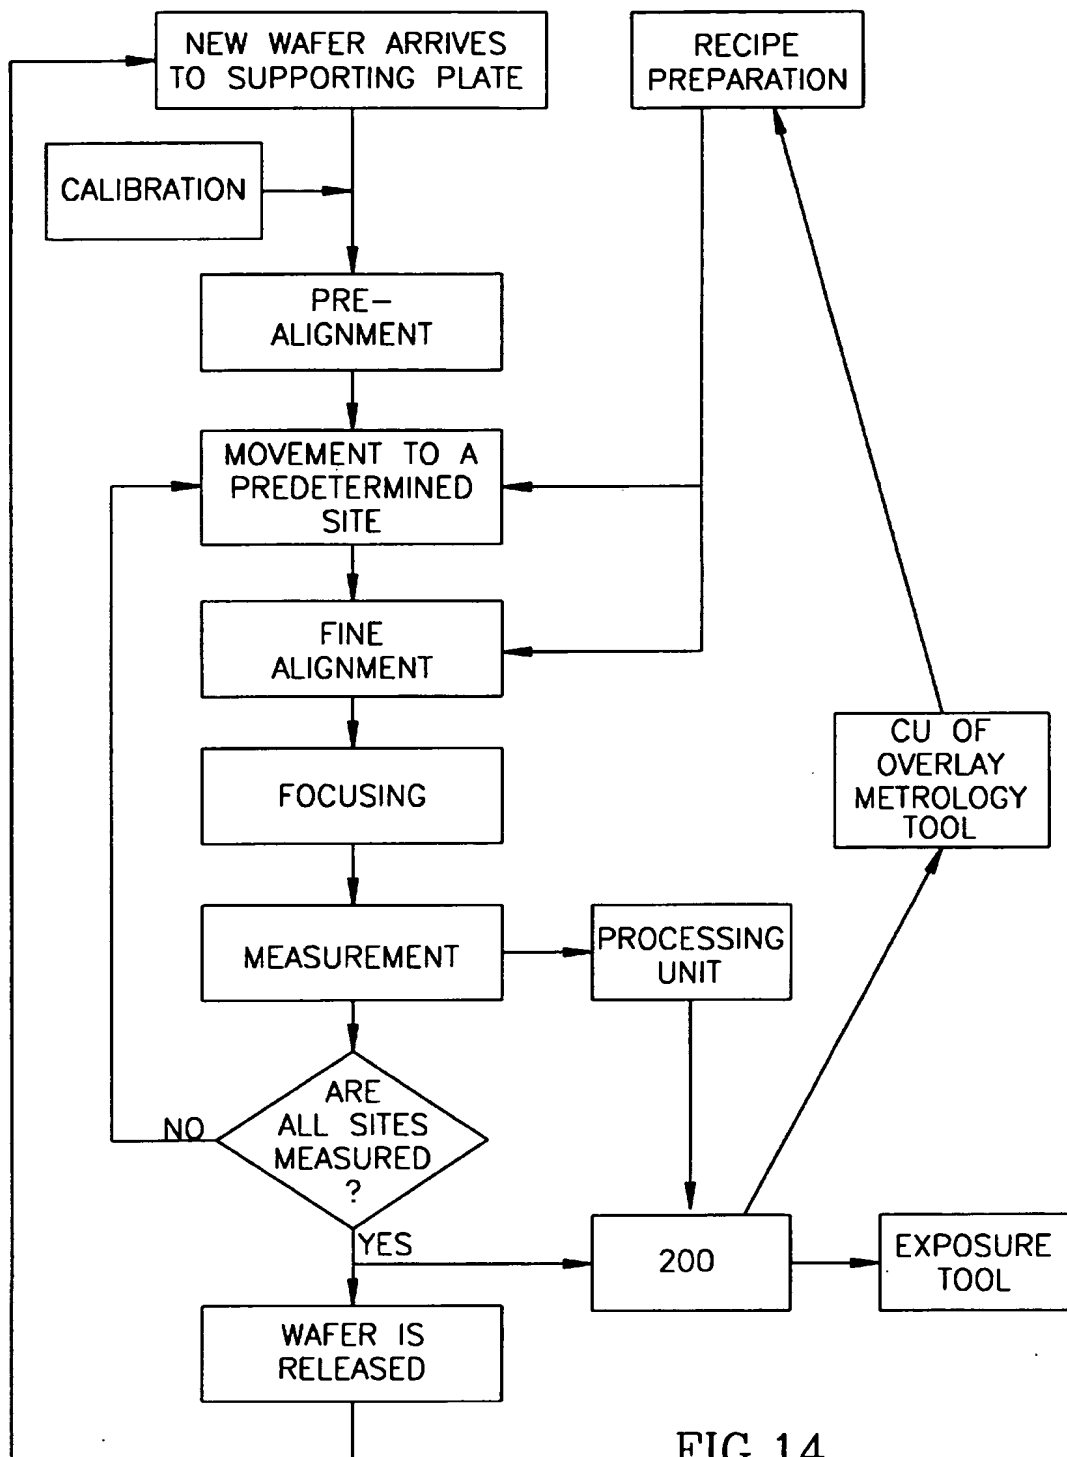 NEW WAFER ARRIVES
TO SUPPORTING PLATE
RECIPE
PREPARATION
CALIBRATION
PRE-
ALIGNMENT
MOVEMENT TO A
PREDETERMINED
SITE
FINE
ALIGNMENT
FOCUSING
CU OF
OVERLAY
METROLOGY
TOOL
MEASUREMENT
PROCESSING
UNIT
ARE
ALL SITES
MEASURED
?
NO
YES
200
EXPOSURE
TOOL
WAFER IS
RELEASED
FIG.14